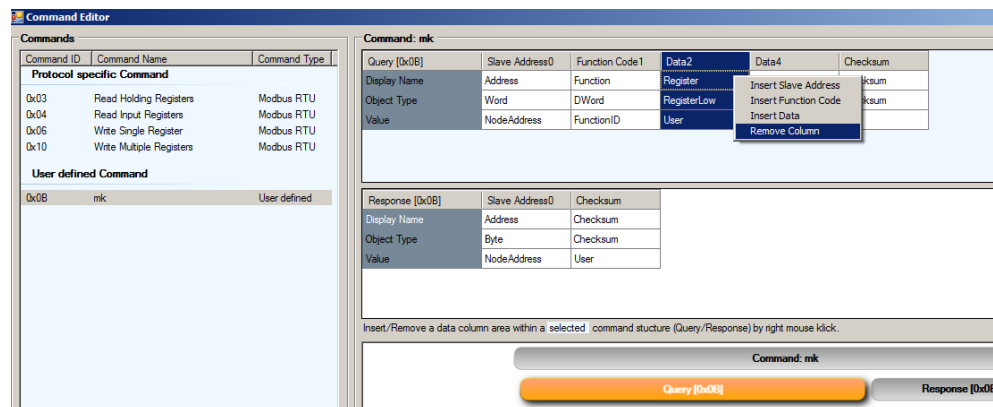 Command Editor
Commands
Command ID Command Name Command Type
Protocol specific Command
0x03 Read Holding Registers Modbus RTU
0x04 Read Input Registers Modbus RTU
0x06 Write Single Register Modbus RTU
0x10 Write Multiple Registers Modbus RTU
User defined Command
0x0B mk User defined
Command: mk
Query [0x0B] Slave Address0 Function Code1 Data2 Data4 Checksum
Display Name Address Function Register
Object Type Word DWord RegisterLow
Value NodeAddress FunctionID User
Insert Slave Address
Insert Function Code
Insert Data
Remove Column
Response [0x0B] Slave Address0 Checksum
Display Name Address Checksum
Object Type Byte Checksum
Value NodeAddress User
Insert/Remove a data column area within a selected command stucture (Query/Response) by right mouse klick.
Command: mk
Query [0x0B]
Response [0x0B